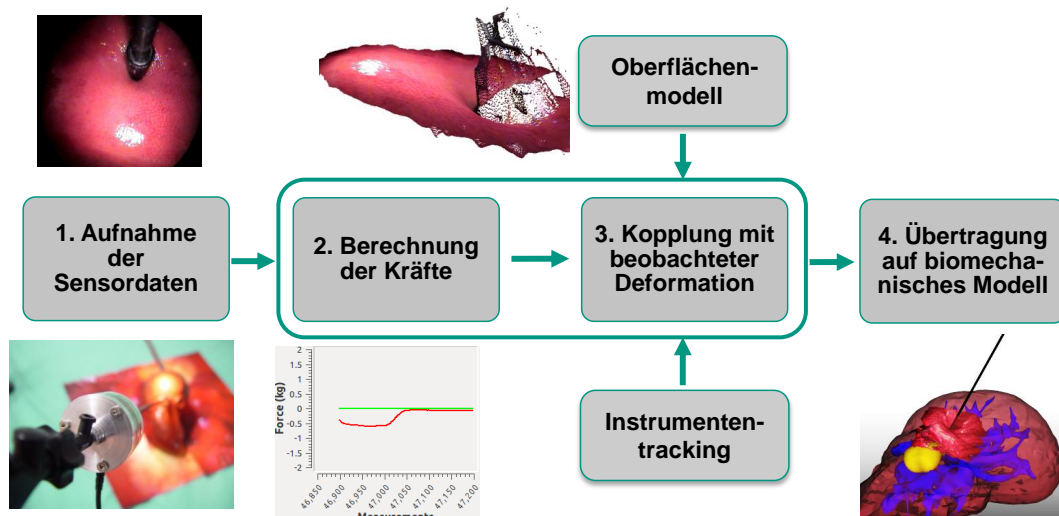 Oberflächen-
modell
1. Aufnahme
der
Sensordaten
2. Berechnung
der Kräfte
3. Kopplung mit
beobachteter
Deformation
4. Übertragung
auf biomecha-
nisches Modell
Force (kg)
2
1.5
1
0.5
0
-0.5
-1
-1.5
-2
46,850
46,900
46,950
47,000
47,050
47,100
47,150
47,200
Measurements
Instrumenten-
tracking